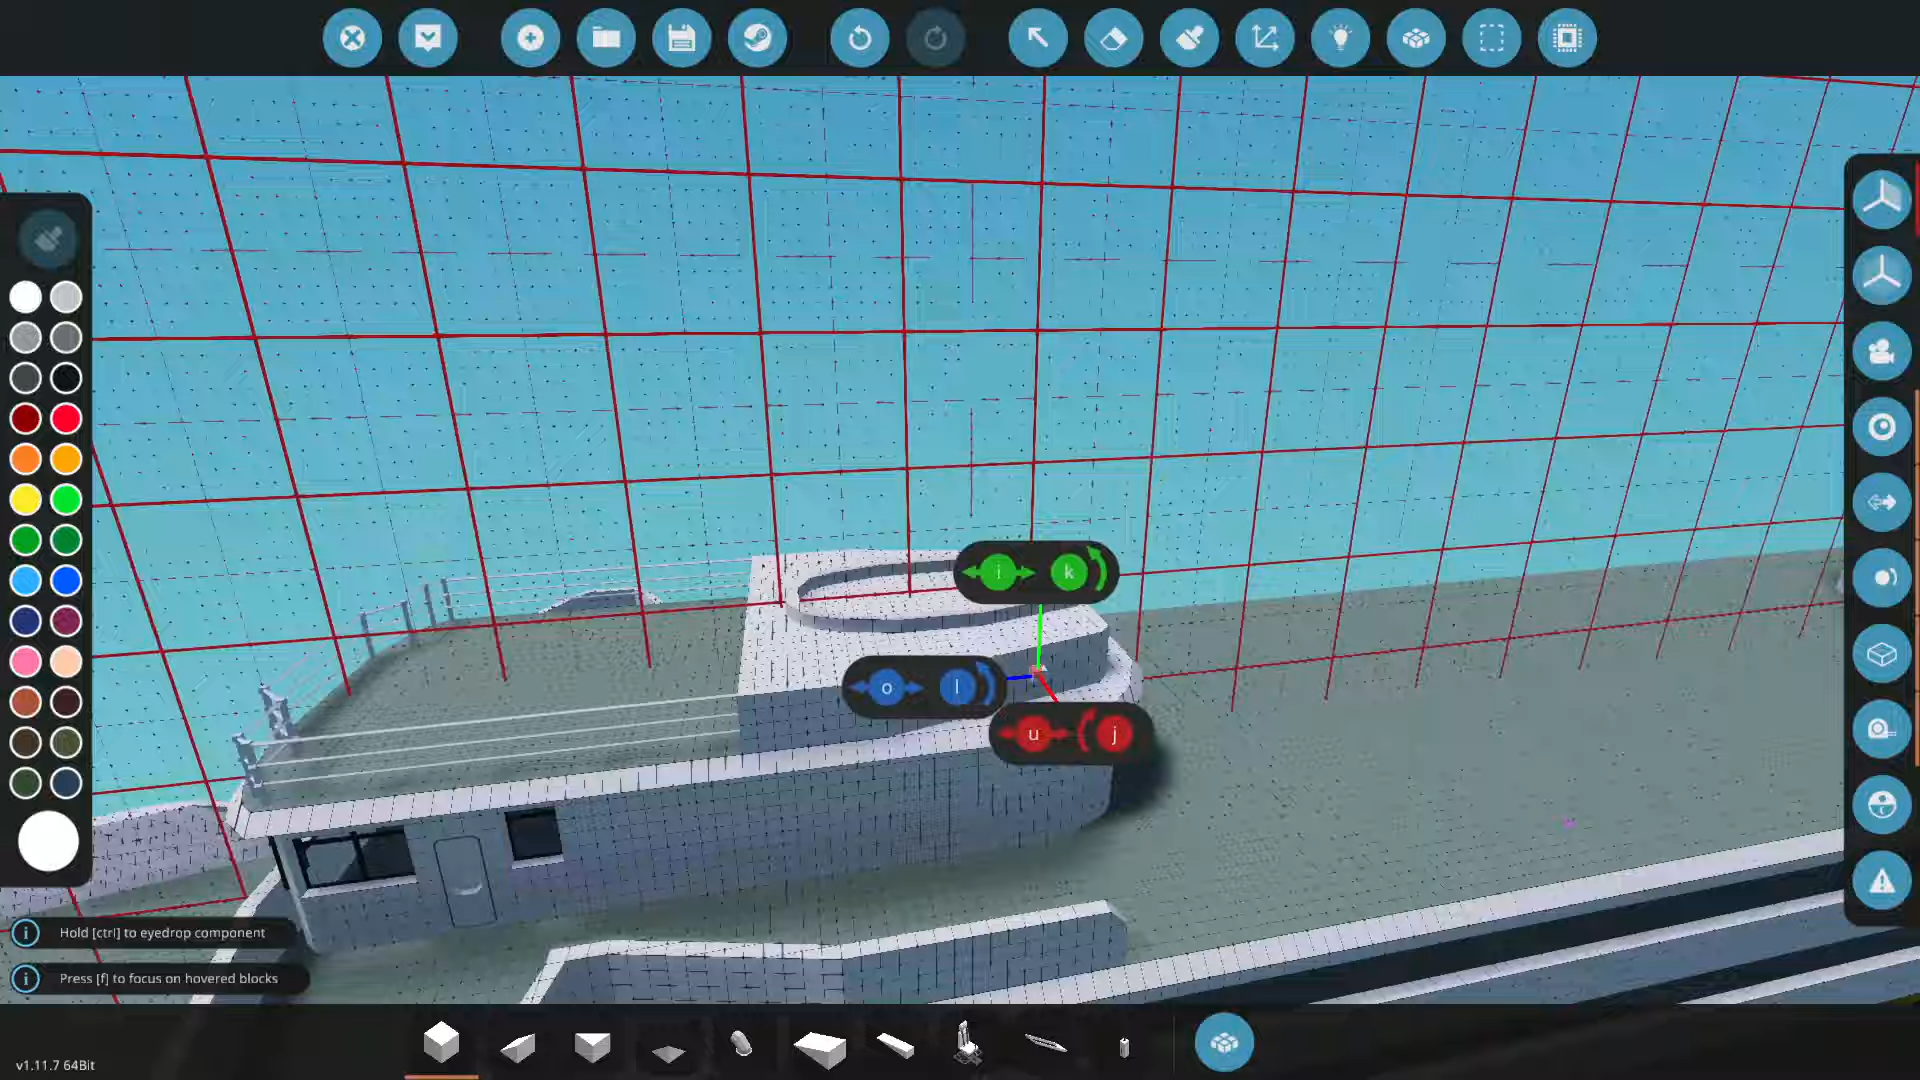 i k
o l
u j
Hold [ctrl] to eyedrop component
Press [f] to focus on hovered blocks
v1.11.7 64Bit